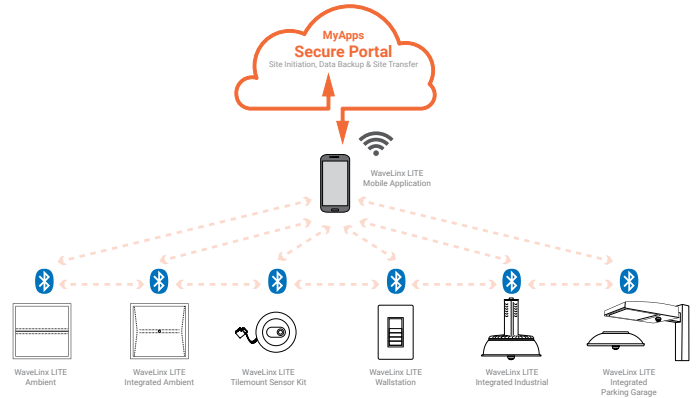 MyApps
Secure Portal
Site Initiation, Data Backup & Site Transfer
WaveLinx LITE
Mobile Application
WaveLinx LITE
Ambient
WaveLinx LITE
Integrated Ambient
WaveLinx LITE
Tilemount Sensor Kit
WaveLinx LITE
Wallstation
WaveLinx LITE
Integrated Industrial
WaveLinx LITE
Integrated
Parking Garage